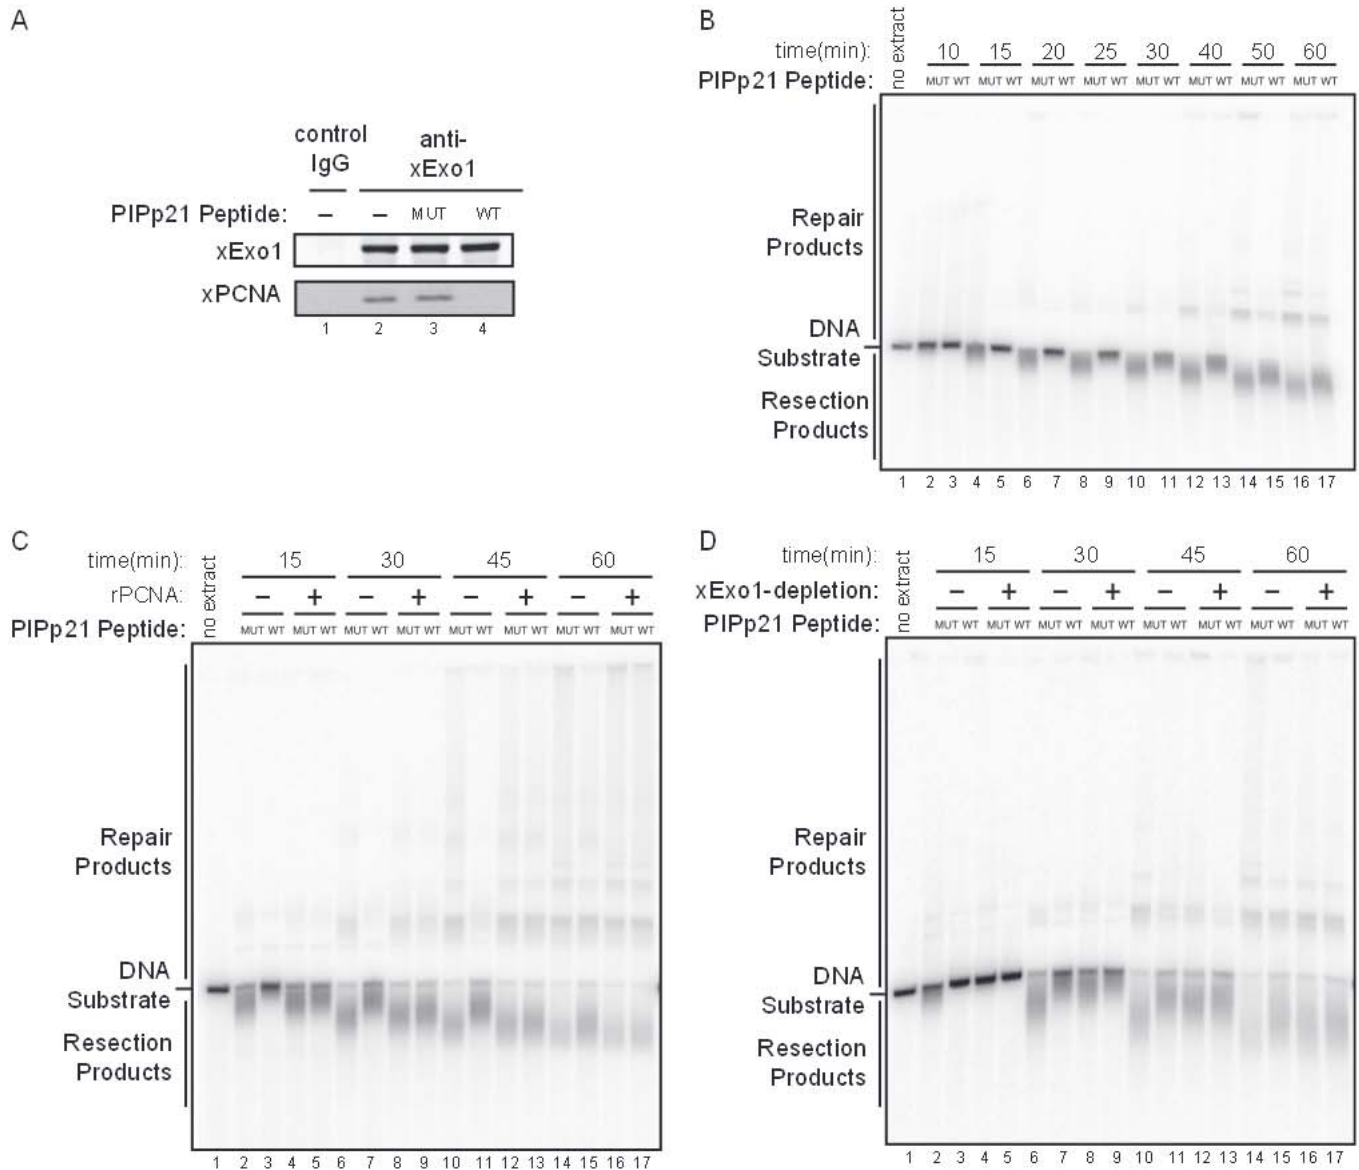 A
control
IgG
anti-
xExo1
PIPp21 Peptide: – – MUT WT
xExo1
xPCNA
1 2 3 4
B
no extract
time(min): 10 15 20 25 30 40 50 60
PIPp21 Peptide: MUT WT MUT WT MUT WT MUT WT MUT WT MUT WT MUT WT MUT WT
Repair
Products
DNA
Substrate
Resection
Products
1 2 3 4 5 6 7 8 9 10 11 12 13 14 15 16 17
C
no extract
time(min): 15 30 45 60
rPCNA: – + – + – + – +
PIPp21 Peptide: MUT WT MUT WT MUT WT MUT WT MUT WT MUT WT MUT WT MUT WT
Repair
Products
DNA
Substrate
Resection
Products
1 2 3 4 5 6 7 8 9 10 11 12 13 14 15 16 17
D
no extract
time(min): 15 30 45 60
xExo1-depletion: – + – + – + – +
PIPp21 Peptide: MUT WT MUT WT MUT WT MUT WT MUT WT MUT WT MUT WT MUT WT
Repair
Products
DNA
Substrate
Resection
Products
1 2 3 4 5 6 7 8 9 10 11 12 13 14 15 16 17